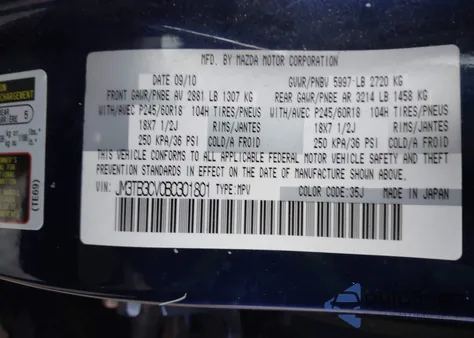 MFD. BY MAZDA MOTOR CORPORATION
DATE 09/10 GVWR/PNBV 5997-LB 2720 KG
FRONT GAWR/PNBE AV 2881 LB 1307 KG REAR GAWR/PNBE AR 3214 LB 1458 KG
WITH/AVEC P245/60R18 104H TIRES/PNEUS WITH/AVEC P245/60R18 104H TIRES/PNEUS
18X7 1/2J RIMS/JANTES 18X7 1/2J RIMS/JANTES
250 KPA/36 PSI COLD/A FROID 250 KPA/36 PSI COLD/A FROID
THIS VEHICLE CONFORMS TO ALL APPLICABLE FEDERAL MOTOR VEHICLE SAFETY AND THEFT
PREVENTION STANDARDS IN EFFECT ON THE DATE OF MANUFACTURE SHOWN ABOVE.
VIN: JM3TB3CV0BC301801 TYPE: MPV COLOR CODE: 35J MADE IN JAPAN
REAR
5
(TE69)